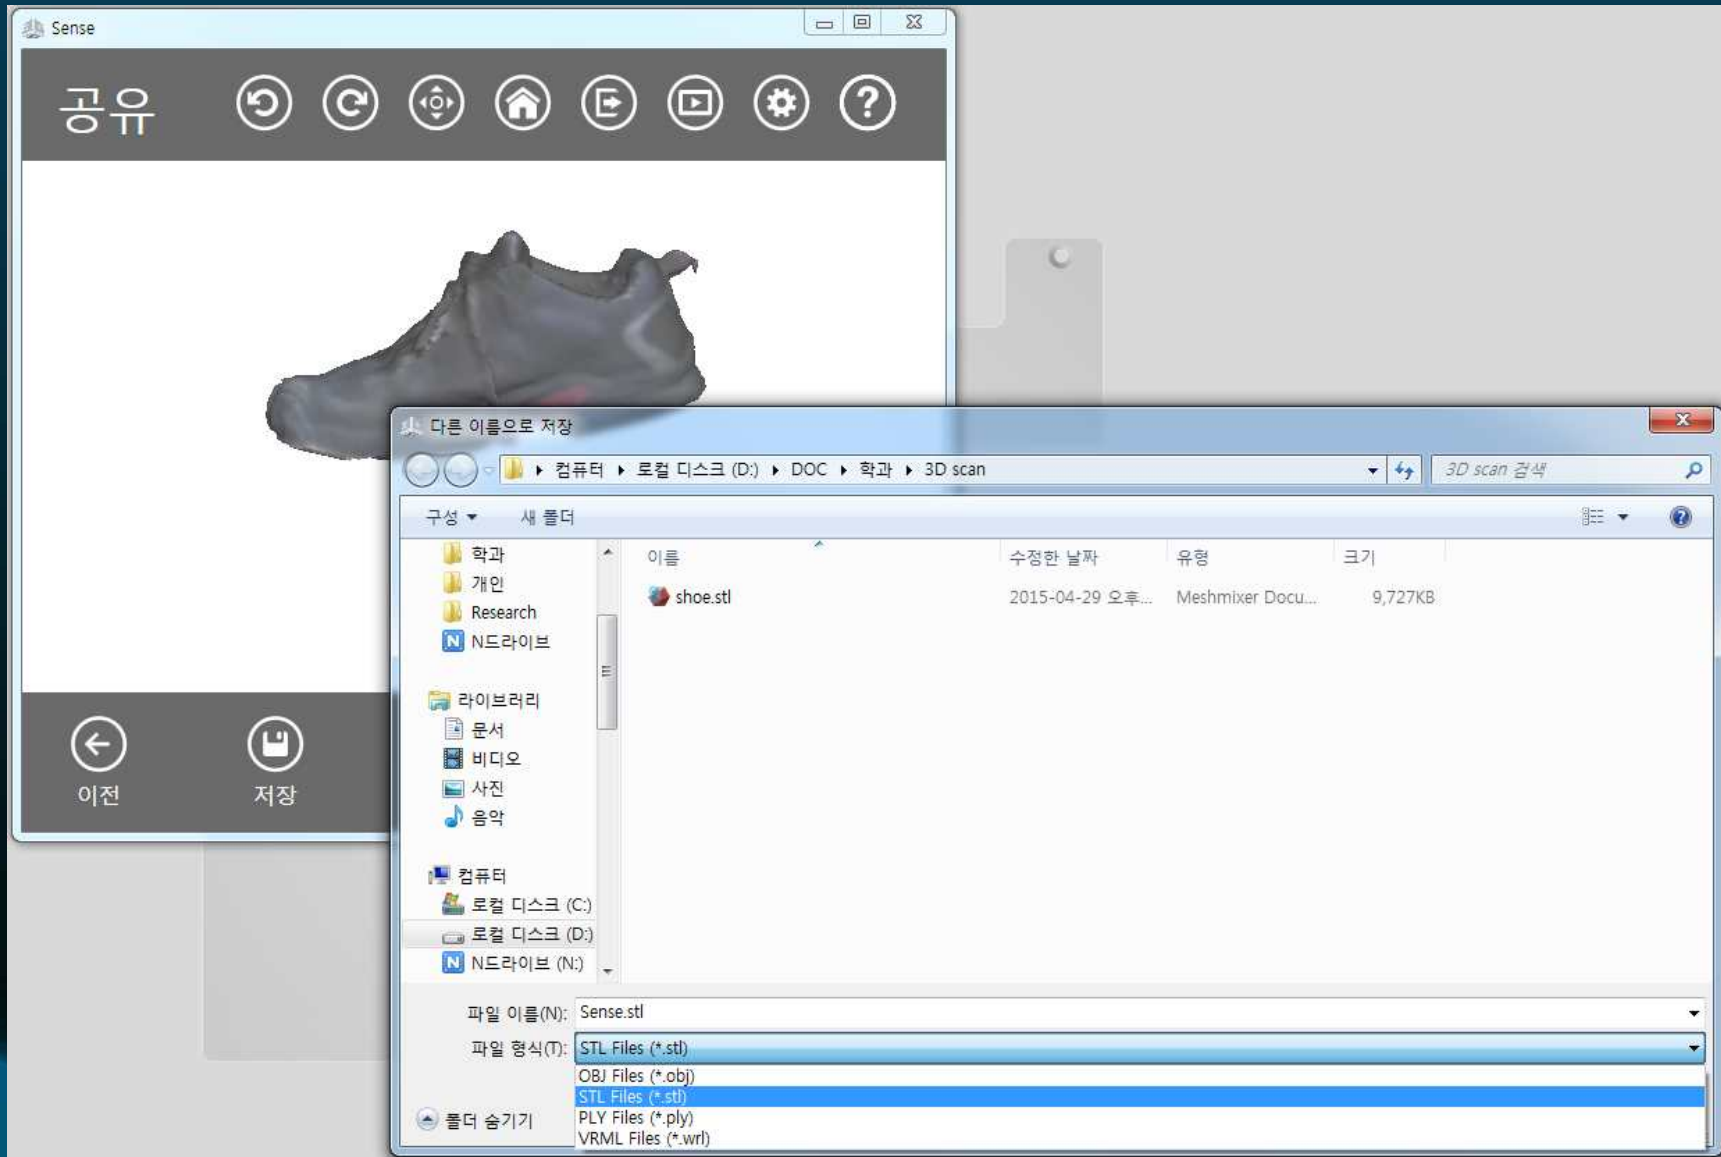 Sense
공유
이전
저장
다른 이름으로 저장
컴퓨터 ▸ 로컬 디스크 (D:) ▸ DOC ▸ 학과 ▸ 3D scan
3D scan 검색
구성
새 폴더
학과
개인
Research
N드라이브
라이브러리
문서
비디오
사진
음악
컴퓨터
로컬 디스크 (C:)
로컬 디스크 (D:)
N드라이브 (N:)
이름 수정한 날짜 유형 크기
shoe.stl 2015-04-29 오후... Meshmixer Docu... 9,727KB
파일 이름(N): Sense.stl
파일 형식(T): STL Files (*.stl)
OBJ Files (*.obj)
STL Files (*.stl)
PLY Files (*.ply)
VRML Files (*.wrl)
폴더 숨기기